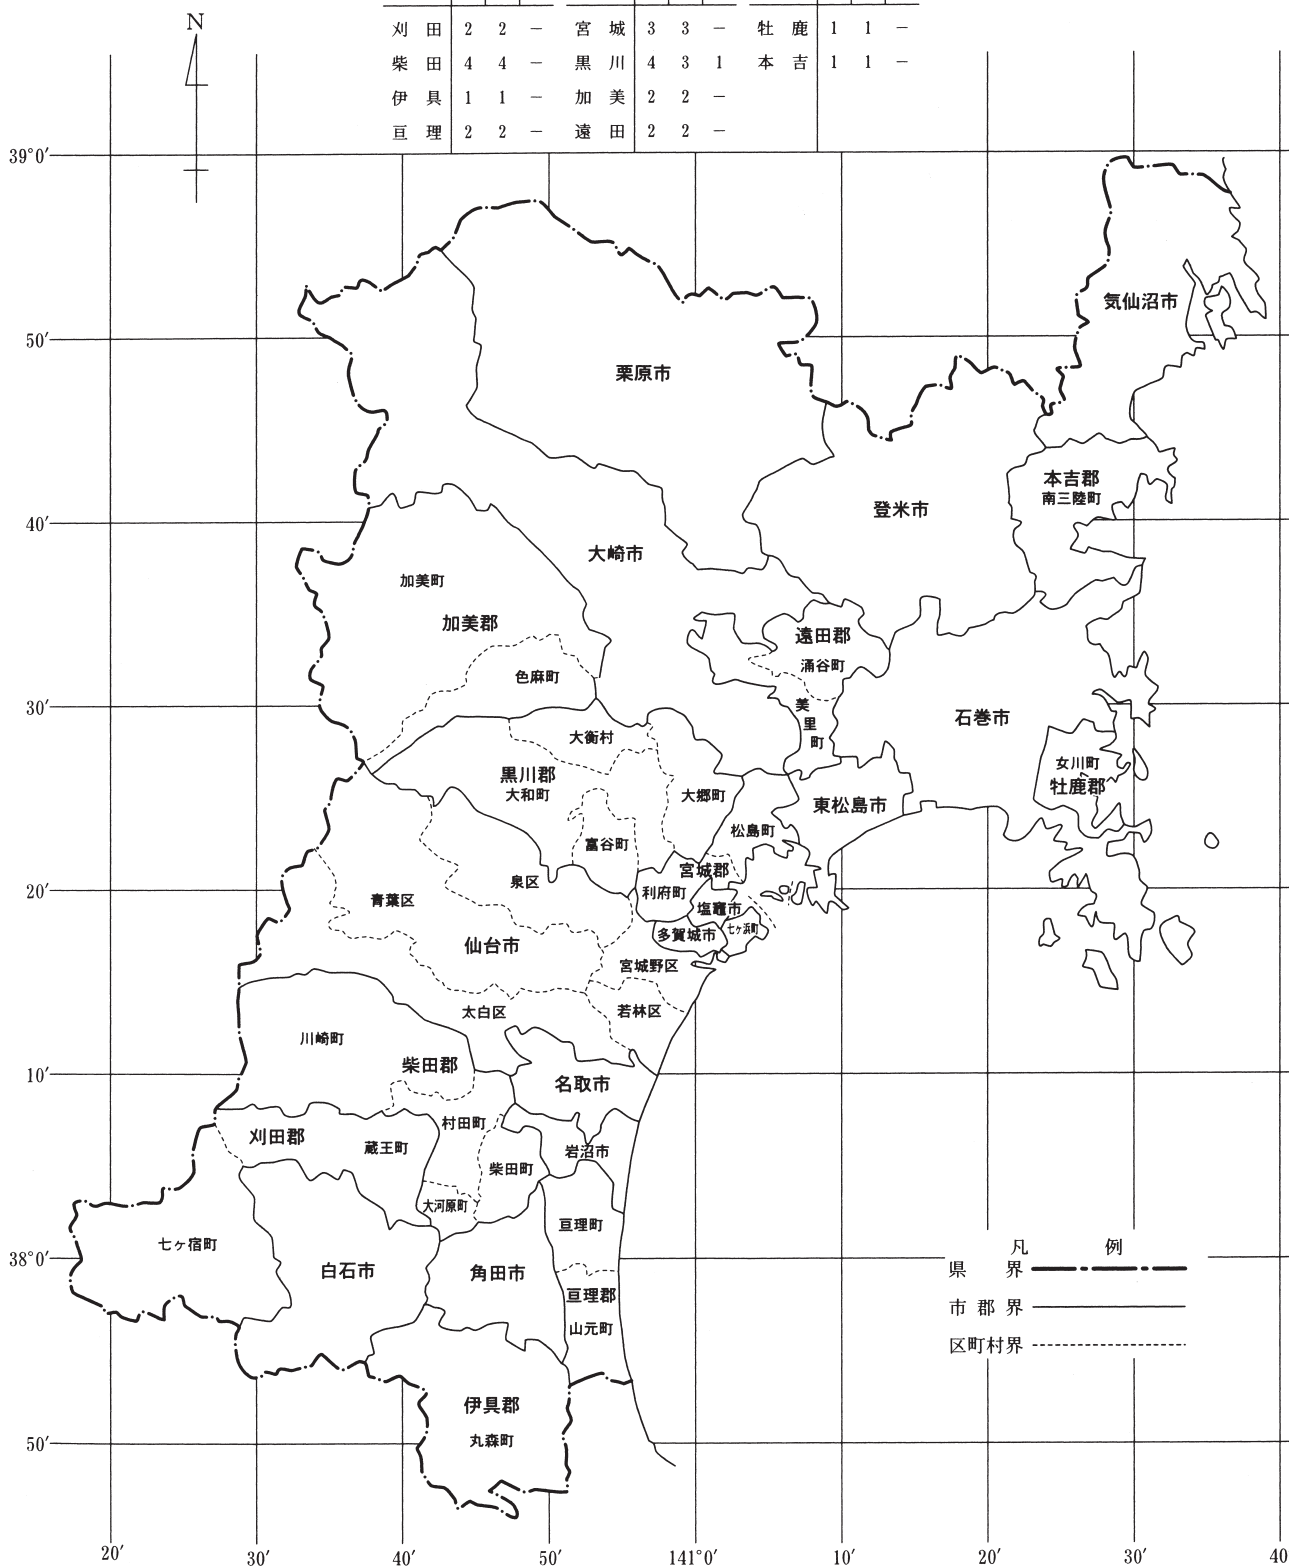 刈田 2 2 − 宮城 3 3 − 牡鹿 1 1 −
柴田 4 4 − 黒川 4 3 1 本吉 1 1 −
伊具 1 1 − 加美 2 2 −
亘理 2 2 − 遠田 2 2 −
N
39°0′
気仙沼市
50′
栗原市
本吉郡
南三陸町
登米市
40′
大崎市
加美町
加美郡
遠田郡
涌谷町
色麻町
30′
美里町
石巻市
大衡村
黒川郡
大和町
大郷町
女川町
牡鹿郡
東松島市
松島町
富谷町
宮城郡
20′
青葉区
泉区
利府町
塩竈市
七ヶ浜町
多賀城市
仙台市
宮城野区
太白区
若林区
川崎町
柴田郡
10′
名取市
村田町
刈田郡
蔵王町
岩沼市
柴田町
大河原町
亘理町
七ヶ宿町
38°0′
白石市
角田市
亘理郡
山元町
凡例
県界
市郡界
区町村界
伊具郡
丸森町
50′
20′ 30′ 40′ 50′ 141°0′ 10′ 20′ 30′ 40